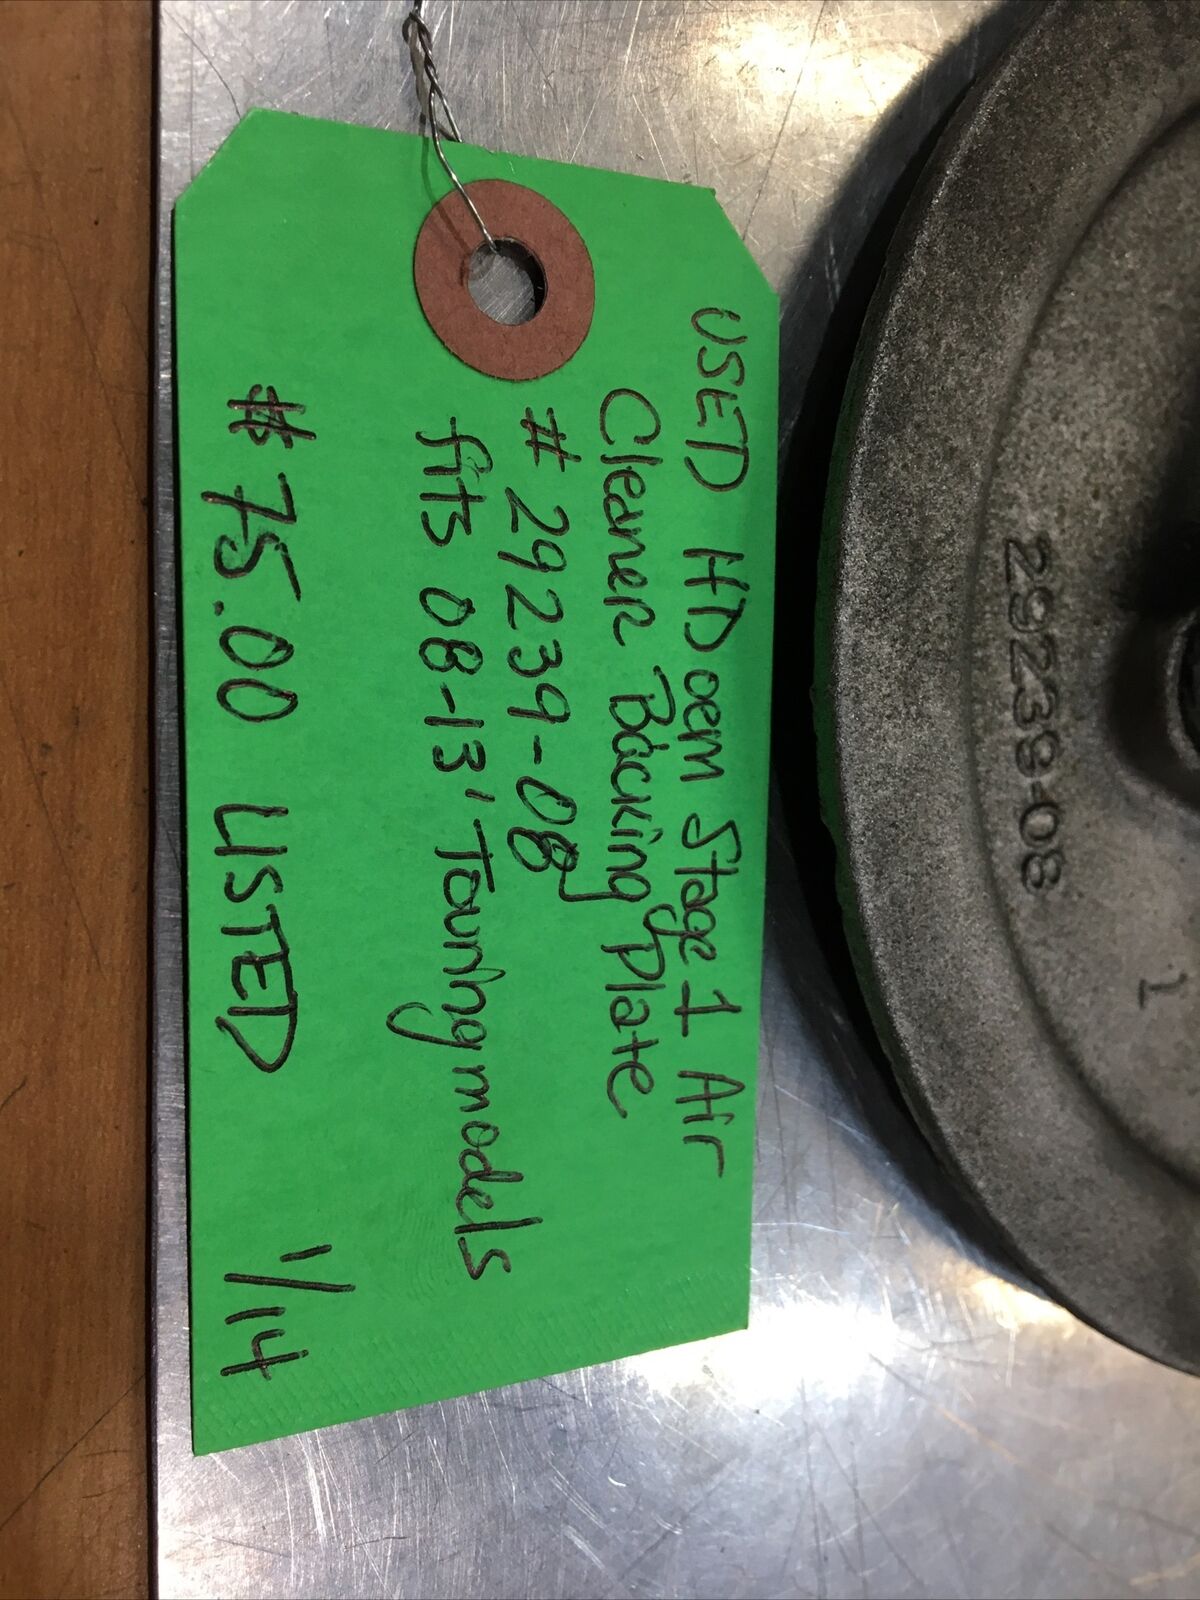 USED HD oem Stage 1 Air
Cleaner Backing Plate
# 29239-08
fits 08-13' Touring models
$ 75.00 LISTED 1/14
29239-08
1